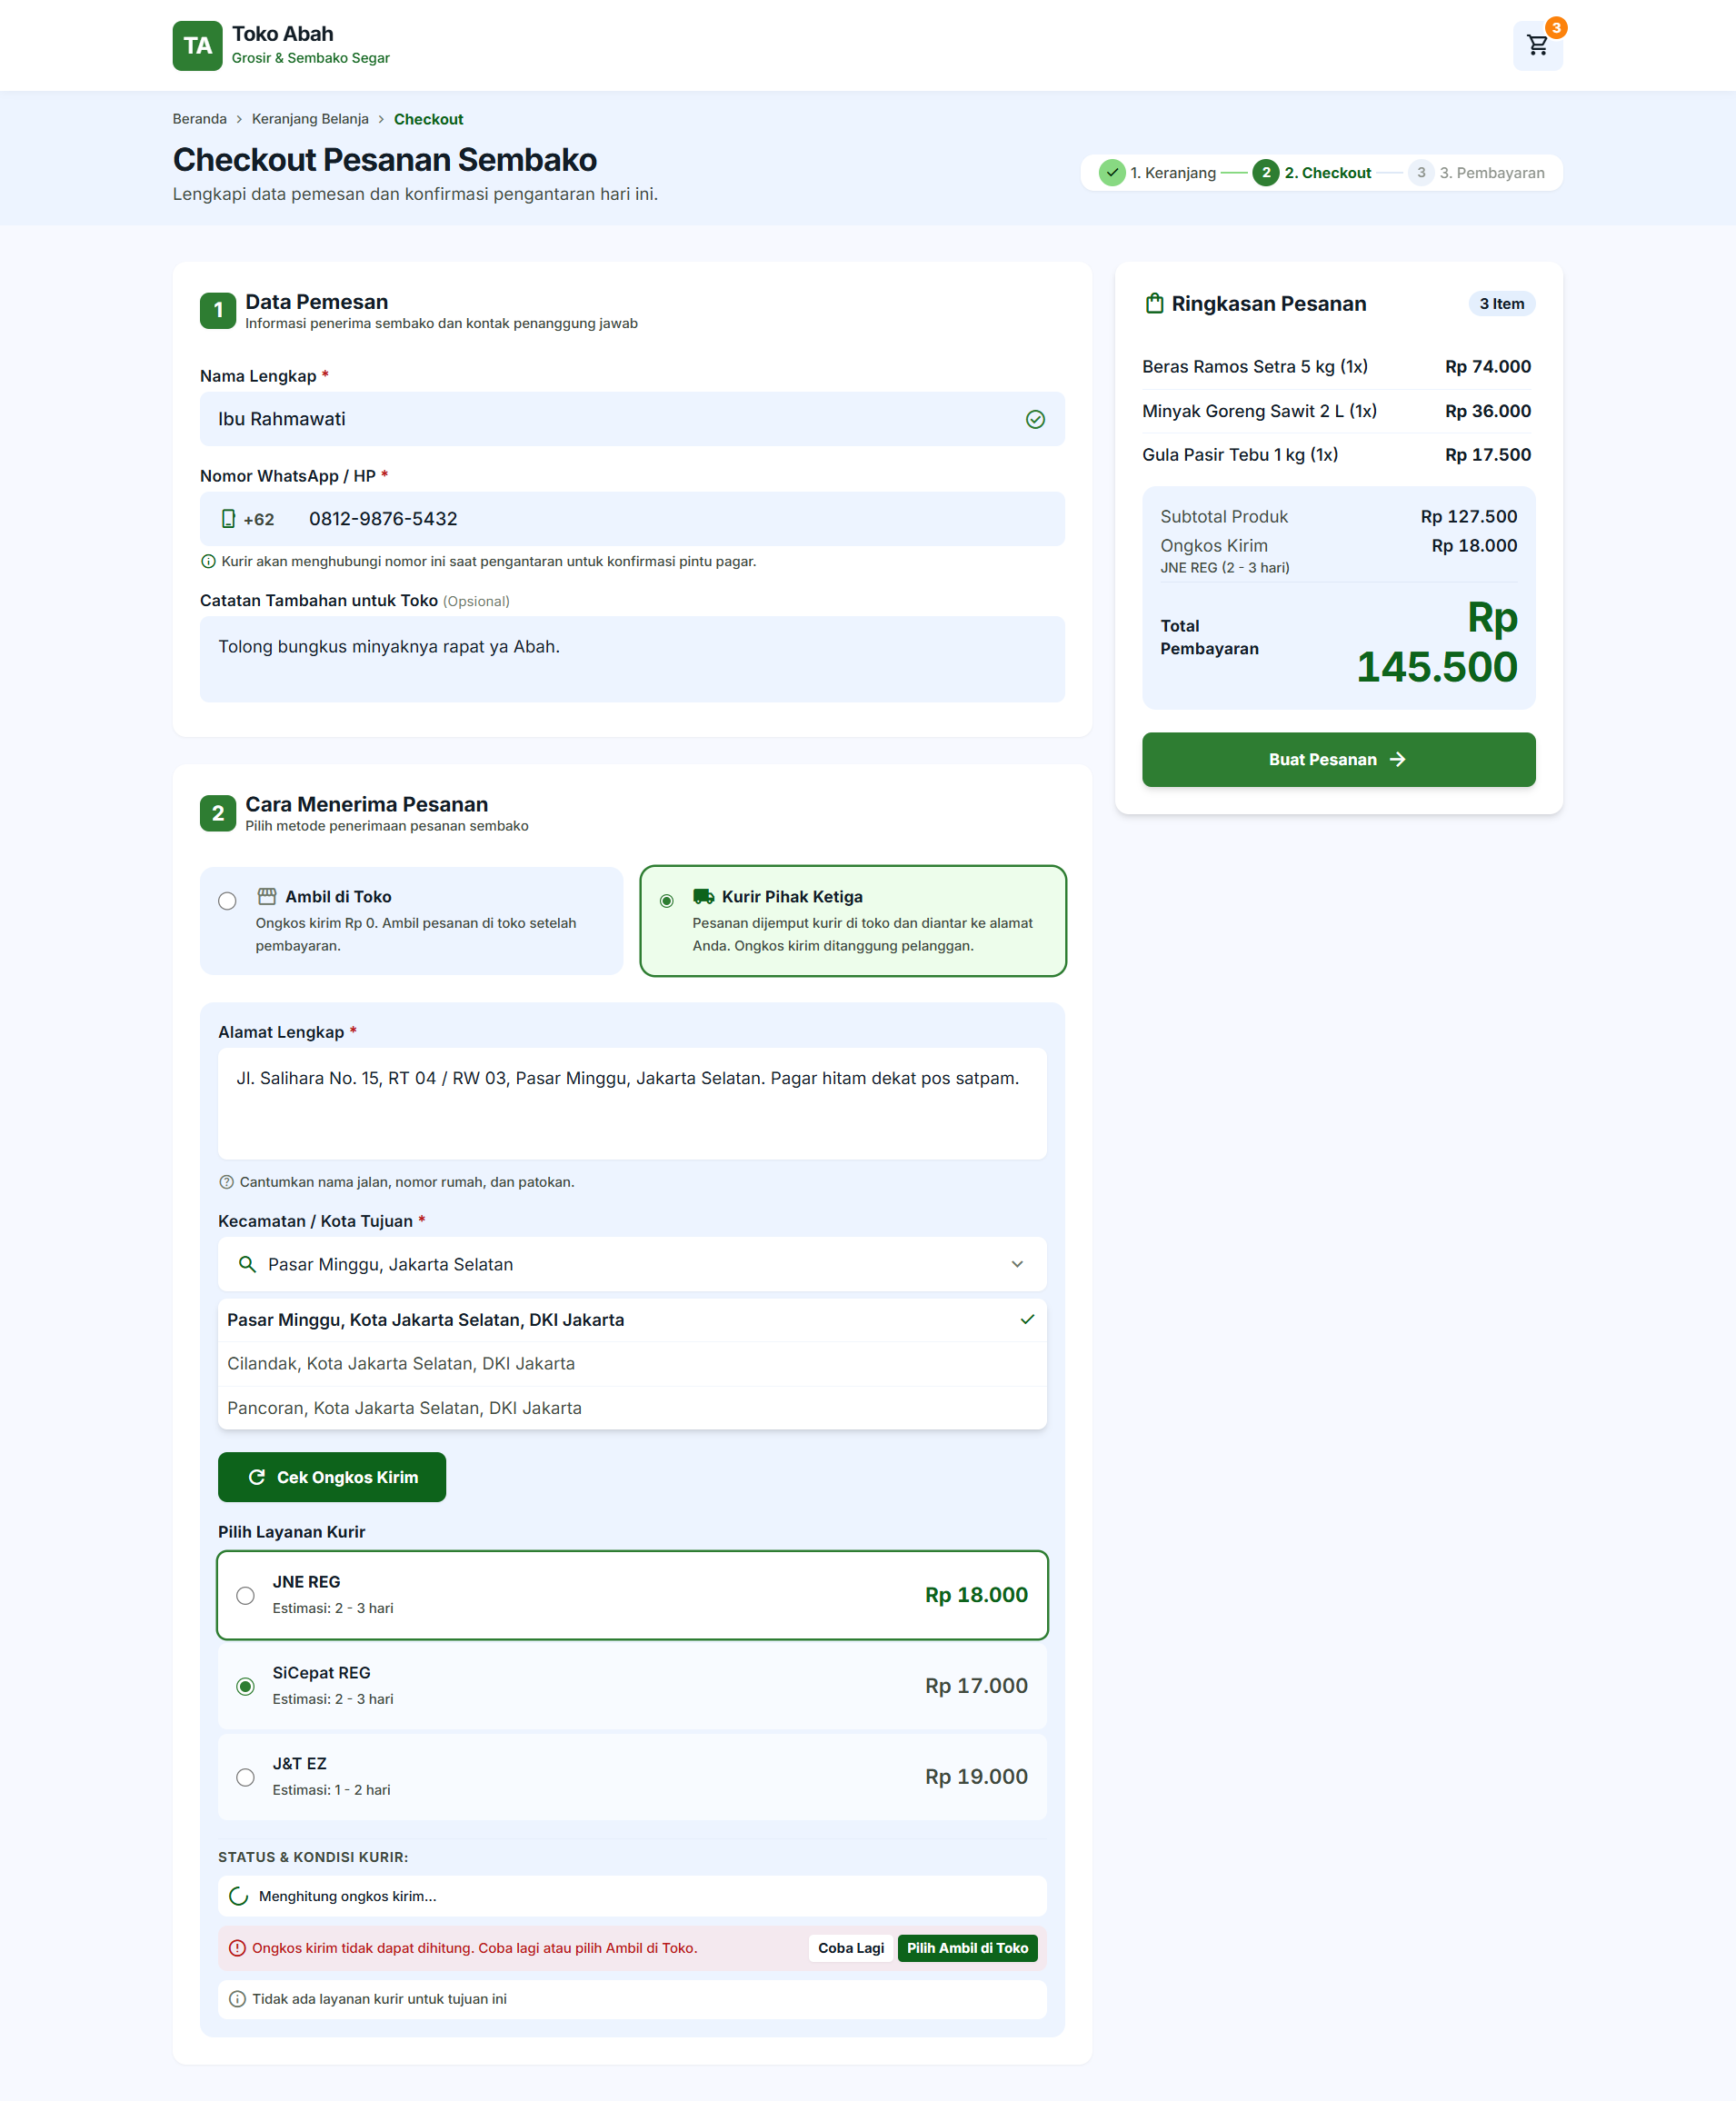 TA
Toko Abah
Grosir & Sembako Segar
3
Beranda > Keranjang Belanja > Checkout
Checkout Pesanan Sembako
Lengkapi data pemesan dan konfirmasi pengantaran hari ini.
1. Keranjang
2 2. Checkout
3 3. Pembayaran
1 Data Pemesan
Informasi penerima sembako dan kontak penanggung jawab
Nama Lengkap *
Ibu Rahmawati
Nomor WhatsApp / HP *
+62 0812-9876-5432
Kurir akan menghubungi nomor ini saat pengantaran untuk konfirmasi pintu pagar.
Catatan Tambahan untuk Toko (Opsional)
Tolong bungkus minyaknya rapat ya Abah.
2 Cara Menerima Pesanan
Pilih metode penerimaan pesanan sembako
Ambil di Toko
Ongkos kirim Rp 0. Ambil pesanan di toko setelah
pembayaran.
Kurir Pihak Ketiga
Pesanan dijemput kurir di toko dan diantar ke alamat
Anda. Ongkos kirim ditanggung pelanggan.
Alamat Lengkap *
Jl. Salihara No. 15, RT 04 / RW 03, Pasar Minggu, Jakarta Selatan. Pagar hitam dekat pos satpam.
Cantumkan nama jalan, nomor rumah, dan patokan.
Kecamatan / Kota Tujuan *
Pasar Minggu, Jakarta Selatan
Pasar Minggu, Kota Jakarta Selatan, DKI Jakarta
Cilandak, Kota Jakarta Selatan, DKI Jakarta
Pancoran, Kota Jakarta Selatan, DKI Jakarta
Cek Ongkos Kirim
Pilih Layanan Kurir
JNE REG
Estimasi: 2 - 3 hari
Rp 18.000
SiCepat REG
Estimasi: 2 - 3 hari
Rp 17.000
J&T EZ
Estimasi: 1 - 2 hari
Rp 19.000
STATUS & KONDISI KURIR:
Menghitung ongkos kirim...
Ongkos kirim tidak dapat dihitung. Coba lagi atau pilih Ambil di Toko.
Coba Lagi
Pilih Ambil di Toko
Tidak ada layanan kurir untuk tujuan ini
Ringkasan Pesanan
3 Item
Beras Ramos Setra 5 kg (1x) Rp 74.000
Minyak Goreng Sawit 2 L (1x) Rp 36.000
Gula Pasir Tebu 1 kg (1x) Rp 17.500
Subtotal Produk Rp 127.500
Ongkos Kirim Rp 18.000
JNE REG (2 - 3 hari)
Total
Pembayaran
Rp
145.500
Buat Pesanan